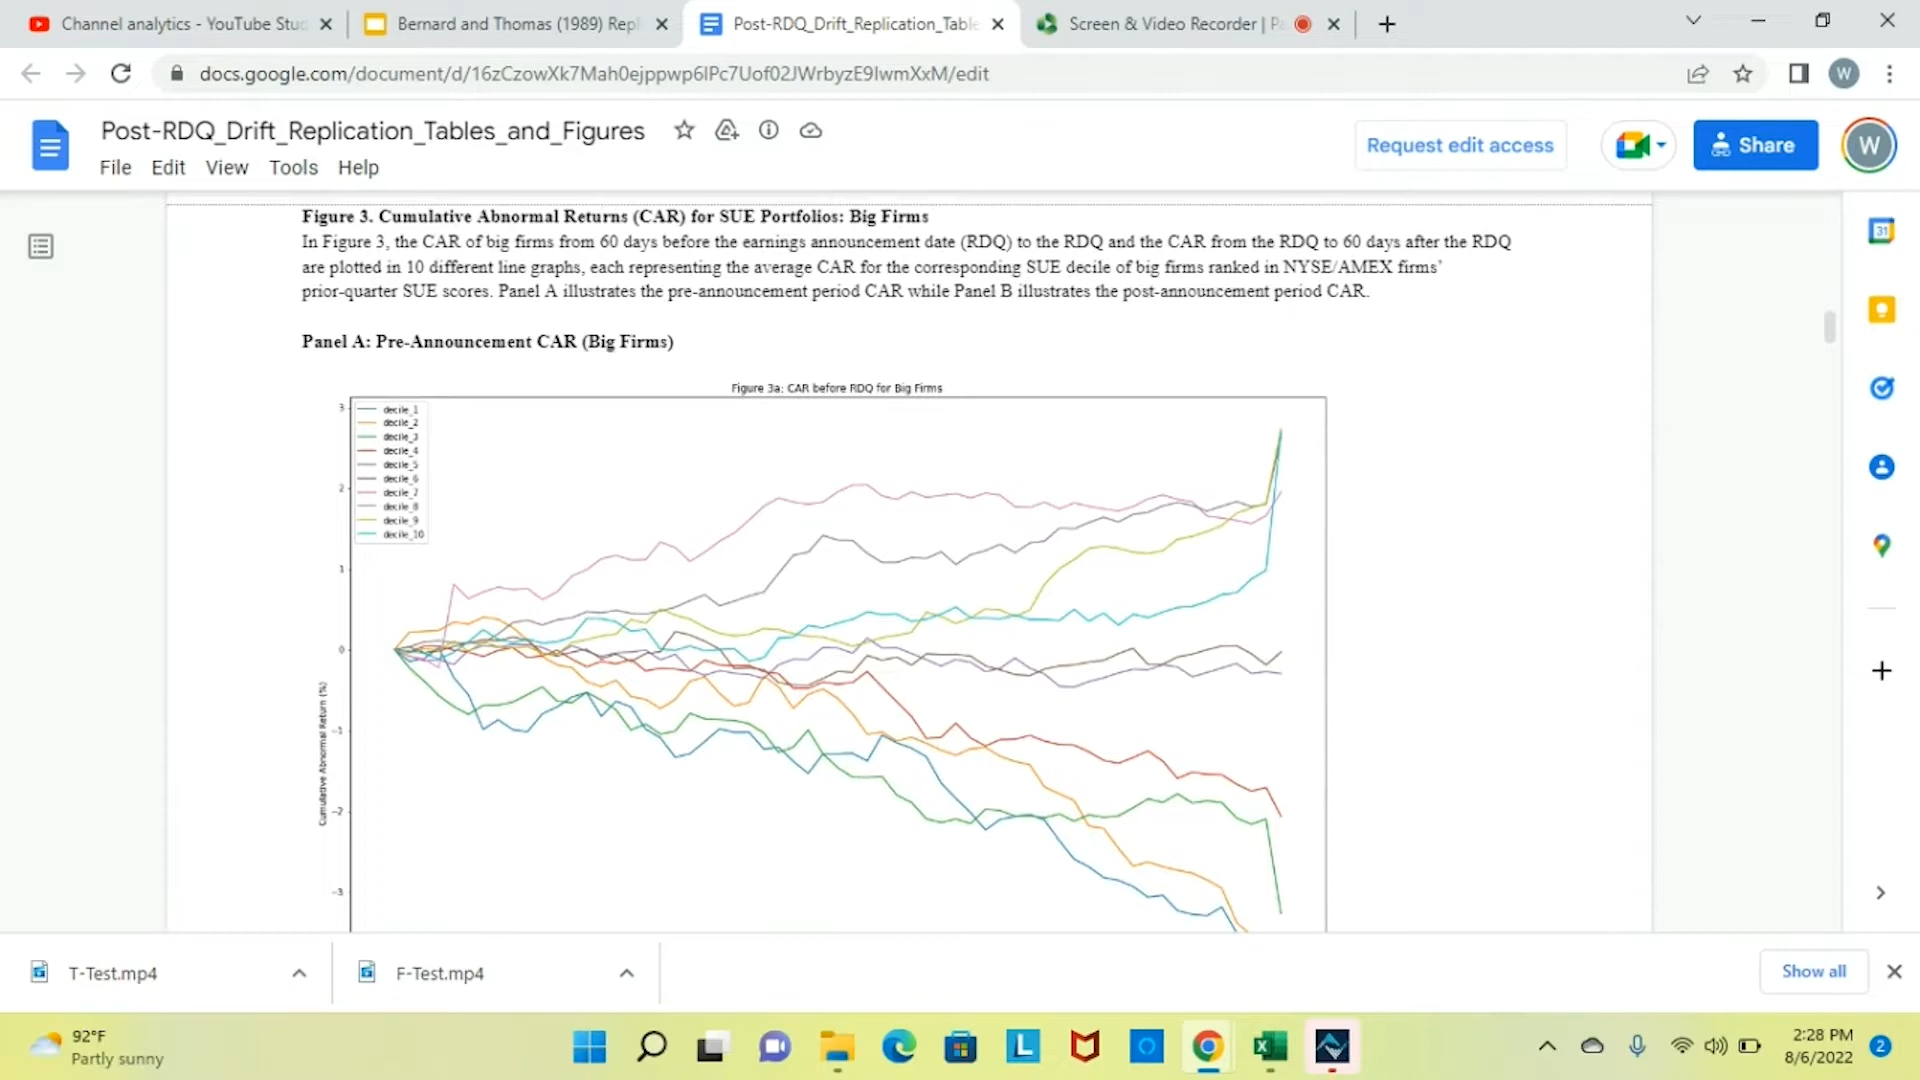 Channel analytics - YouTube Stu
Bernard and Thomas (1989) Repl
Post-RDQ_Drift_Replication_Table
Screen & Video Recorder | Pa
docs.google.com/document/d/16zCzowXk7Mah0ejppwp6IPc7Uof02JWrbyzE9IwmXxM/edit
W
Post-RDQ_Drift_Replication_Tables_and_Figures
File Edit View Tools Help
Request edit access
Share
W
Figure 3. Cumulative Abnormal Returns (CAR) for SUE Portfolios: Big Firms
In Figure 3, the CAR of big firms from 60 days before the earnings announcement date (RDQ) to the RDQ and the CAR from the RDQ to 60 days after the RDQ
are plotted in 10 different line graphs, each representing the average CAR for the corresponding SUE decile of big firms ranked in NYSE/AMEX firms'
prior-quarter SUE scores. Panel A illustrates the pre-announcement period CAR while Panel B illustrates the post-announcement period CAR.
Panel A: Pre-Announcement CAR (Big Firms)
Figure 3a: CAR before RDQ for Big Firms
decile_1
decile_2
decile_3
decile_4
decile_5
decile_6
decile_7
decile_8
decile_9
decile_10
3
2
1
0
-1
-2
-3
Cumulative Abnormal Return (%)
31
T-Test.mp4
F-Test.mp4
Show all
92°F
Partly sunny
2:28 PM
8/6/2022
2